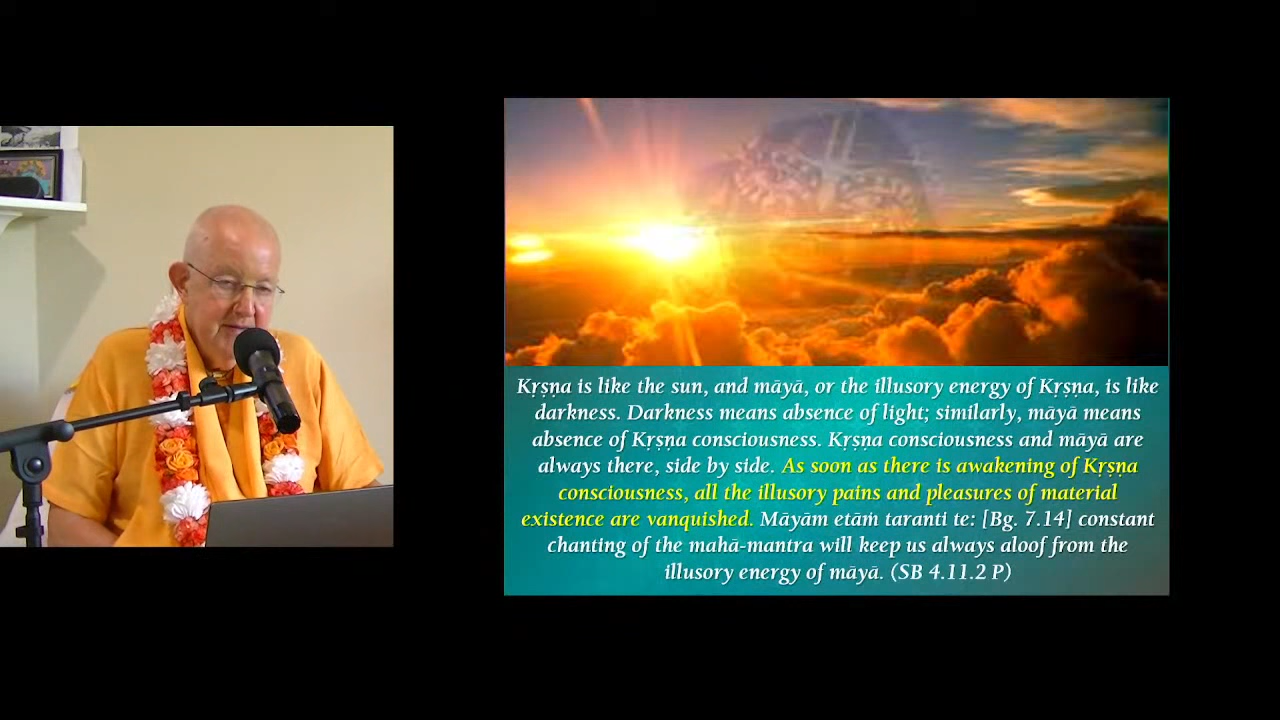 Kṛṣṇa is like the sun, and māyā, or the illusory energy of Kṛṣṇa, is like
darkness. Darkness means absence of light; similarly, māyā means
absence of Kṛṣṇa consciousness. Kṛṣṇa consciousness and māyā are
always there, side by side. As soon as there is awakening of Kṛṣṇa
consciousness, all the illusory pains and pleasures of material
existence are vanquished. Māyām etāṁ taranti te: [Bg. 7.14] constant
chanting of the mahā-mantra will keep us always aloof from the
illusory energy of māyā. (SB 4.11.2 P)